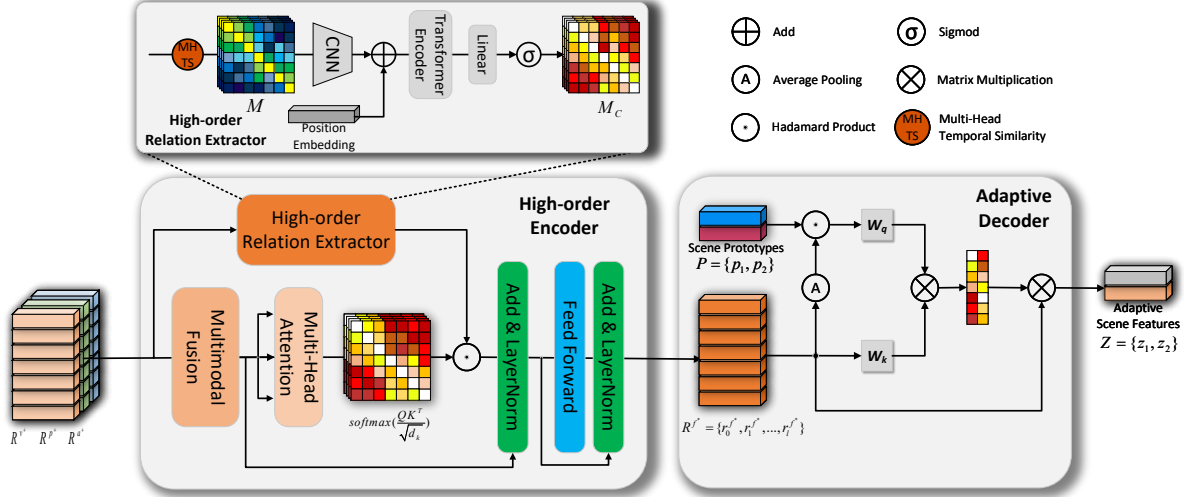 MH
TS
M
CNN
Position
Embedding
Transformer
Encoder
Linear
σ
M_C
High-order
Relation Extractor
Add
σ
Sigmod
A
Average Pooling
Matrix Multiplication
Hadamard Product
MH
TS
Multi-Head
Temporal Similarity
High-order
Relation Extractor
High-order
Encoder
Multimodal
Fusion
Multi-Head
Attention
softmax(QK^T/√d_k)
Add & LayerNorm
Feed Forward
Add & LayerNorm
R^{v*} R^{p*} R^{a*}
Adaptive
Decoder
Scene Prototypes
P = {p_1, p_2}
A
W_q
W_k
R^{f*} = {r_0^{f*}, r_1^{f*}, ..., r_l^{f*}}
Adaptive
Scene Features
Z = {z_1, z_2}